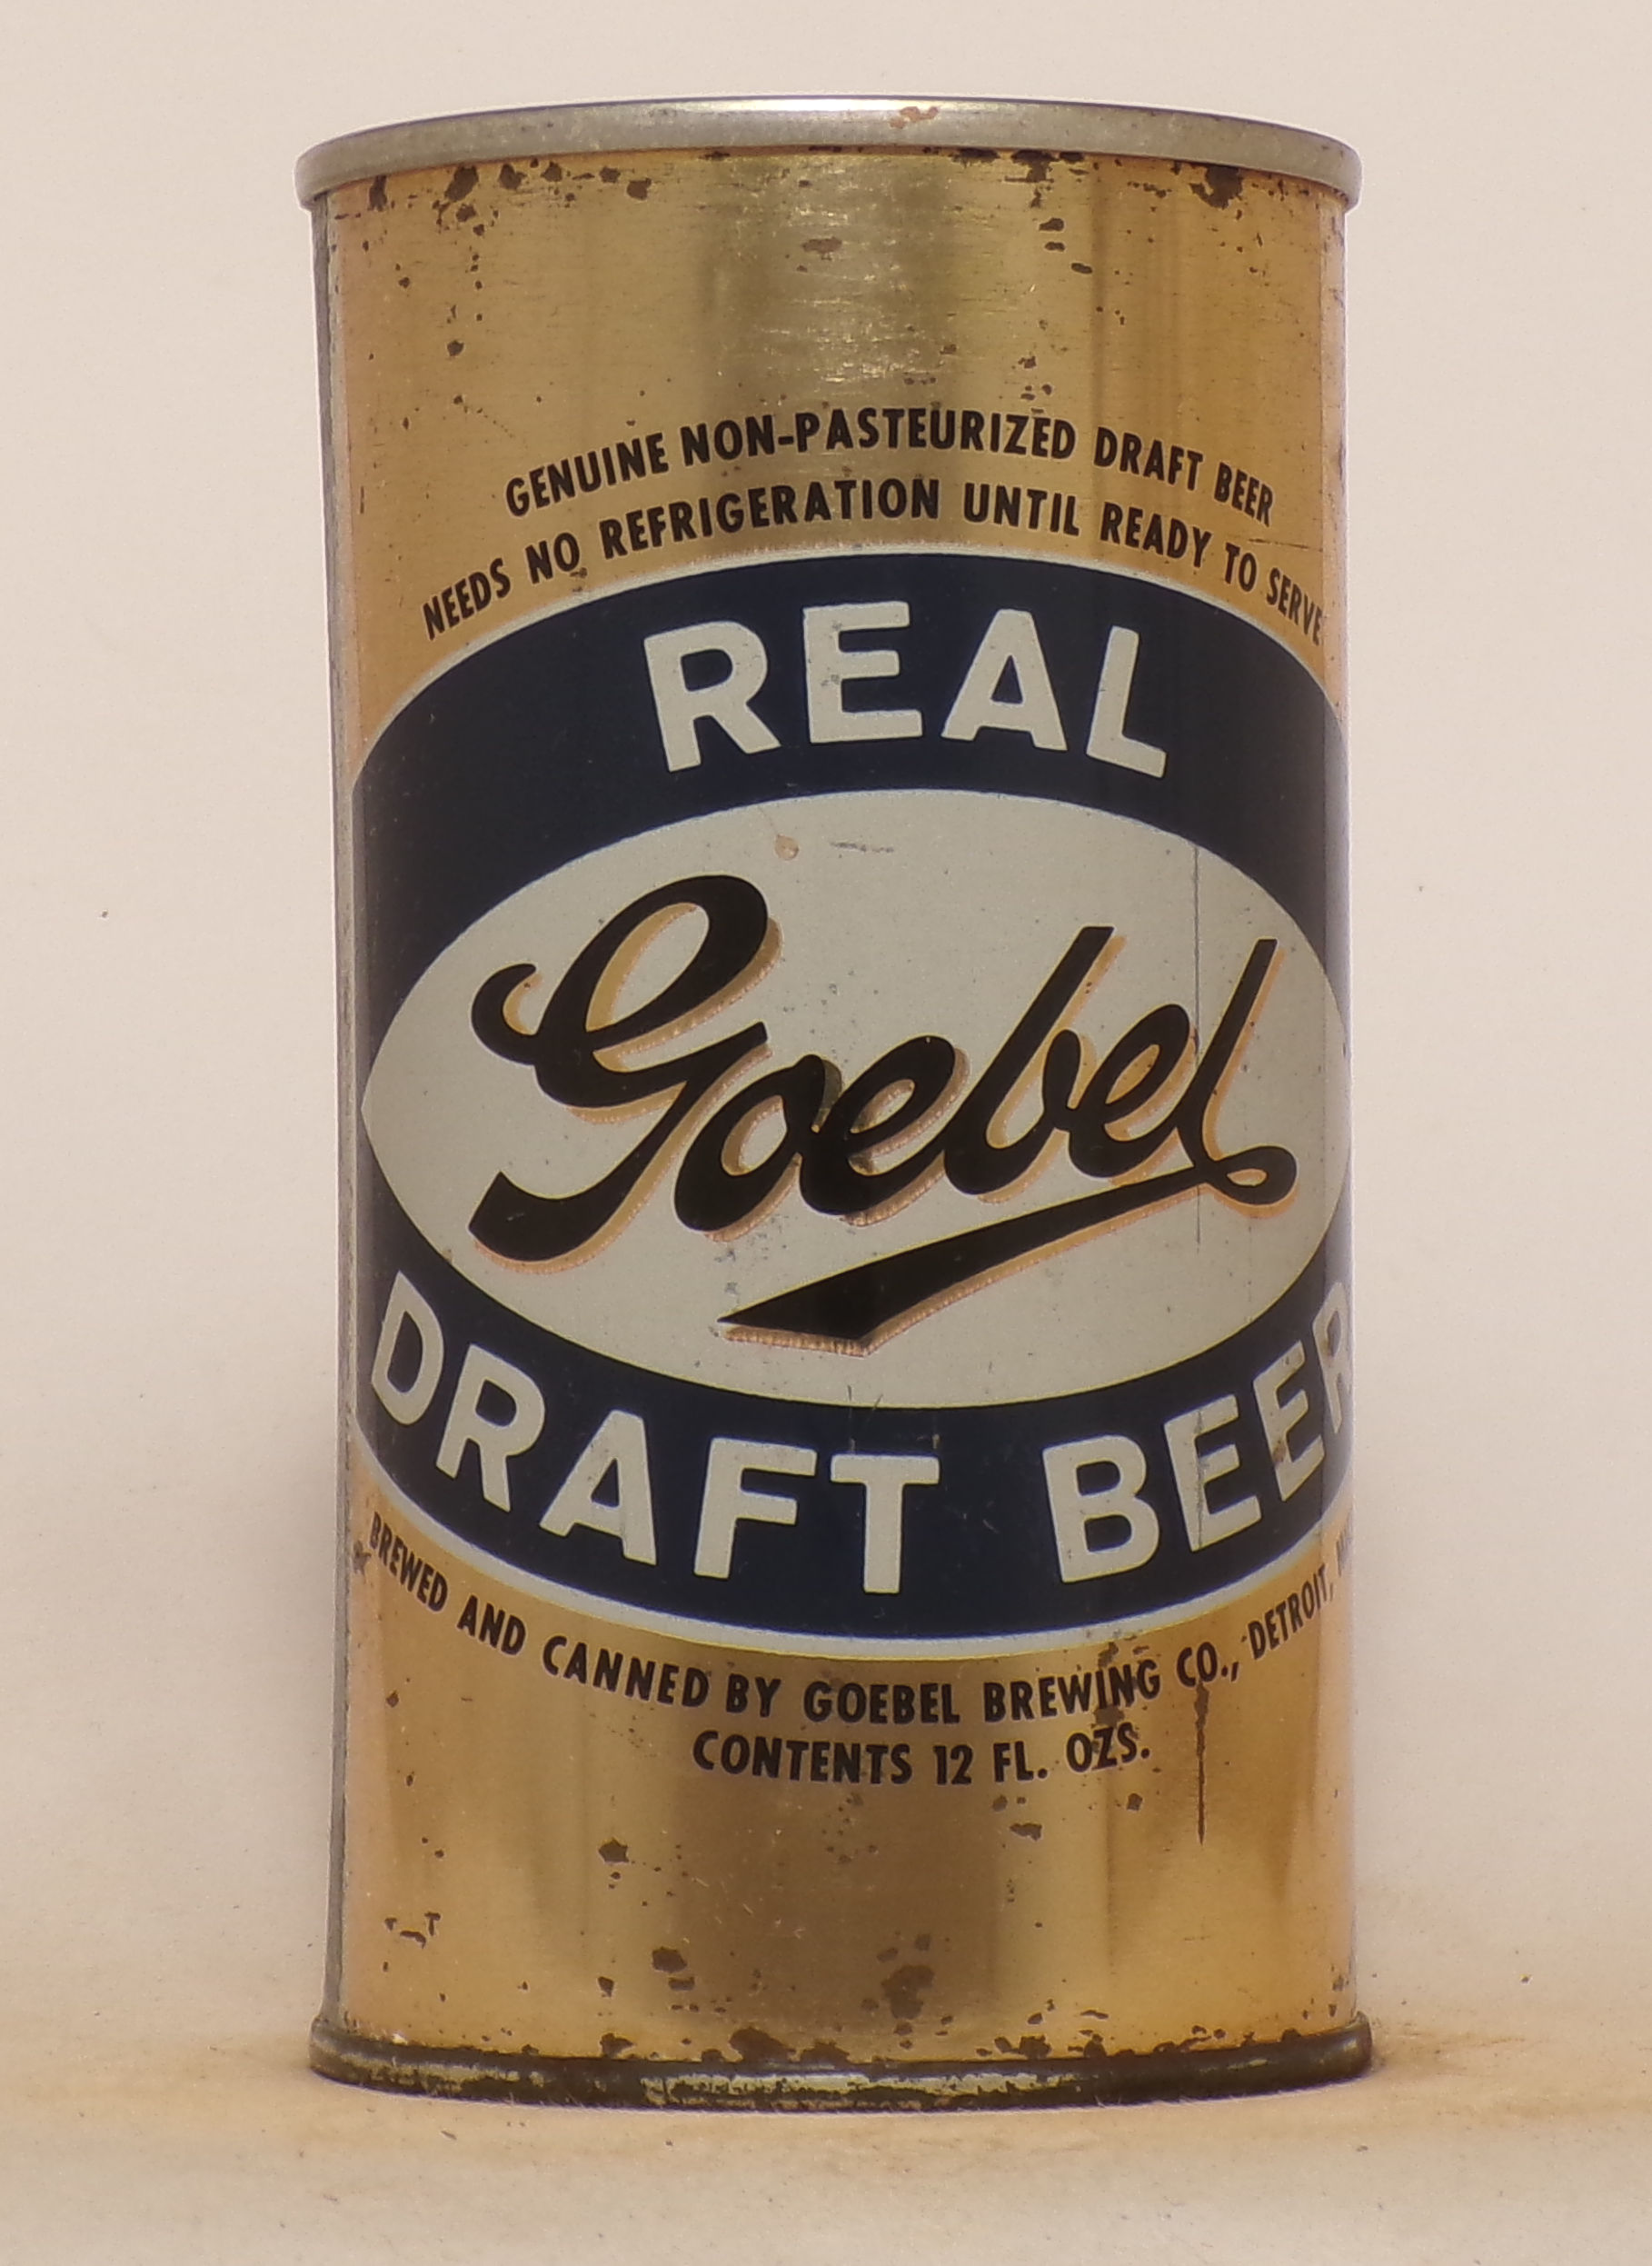 GENUINE NON-PASTEURIZED DRAFT BEER
NEEDS NO REFRIGERATION UNTIL READY TO SERVE
REAL
Goebel
DRAFT BEER
BREWED AND CANNED BY GOEBEL BREWING CO., DETROIT,
CONTENTS 12 FL. OZS.